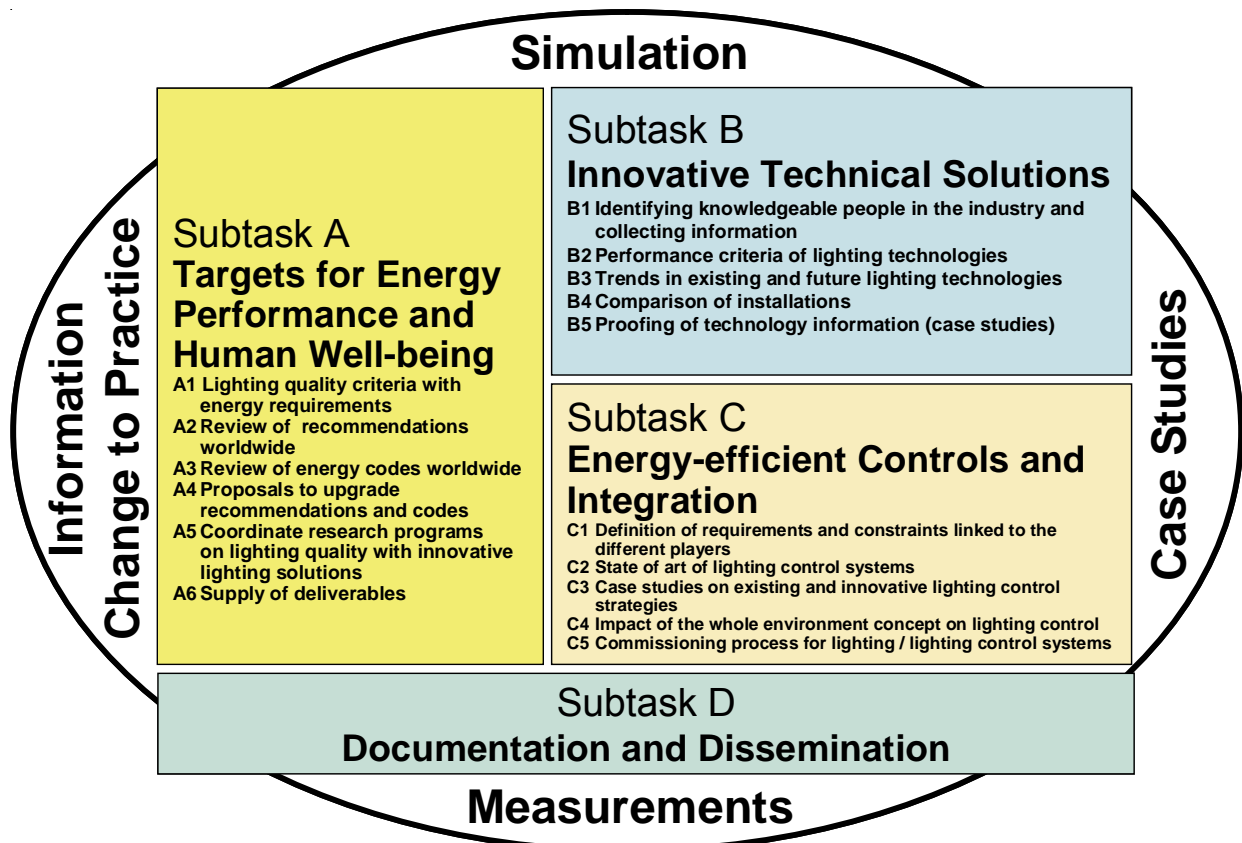 Simulation
Information
Change to Practice
Subtask A
Targets for Energy
Performance and
Human Well-being
A1 Lighting quality criteria with
energy requirements
A2 Review of recommendations
worldwide
A3 Review of energy codes worldwide
A4 Proposals to upgrade
recommendations and codes
A5 Coordinate research programs
on lighting quality with innovative
lighting solutions
A6 Supply of deliverables
Subtask B
Innovative Technical Solutions
B1 Identifying knowledgeable people in the industry and
collecting information
B2 Performance criteria of lighting technologies
B3 Trends in existing and future lighting technologies
B4 Comparison of installations
B5 Proofing of technology information (case studies)
Subtask C
Energy-efficient Controls and
Integration
C1 Definition of requirements and constraints linked to the
different players
C2 State of art of lighting control systems
C3 Case studies on existing and innovative lighting control
strategies
C4 Impact of the whole environment concept on lighting control
C5 Commissioning process for lighting / lighting control systems
Case Studies
Subtask D
Documentation and Dissemination
Measurements